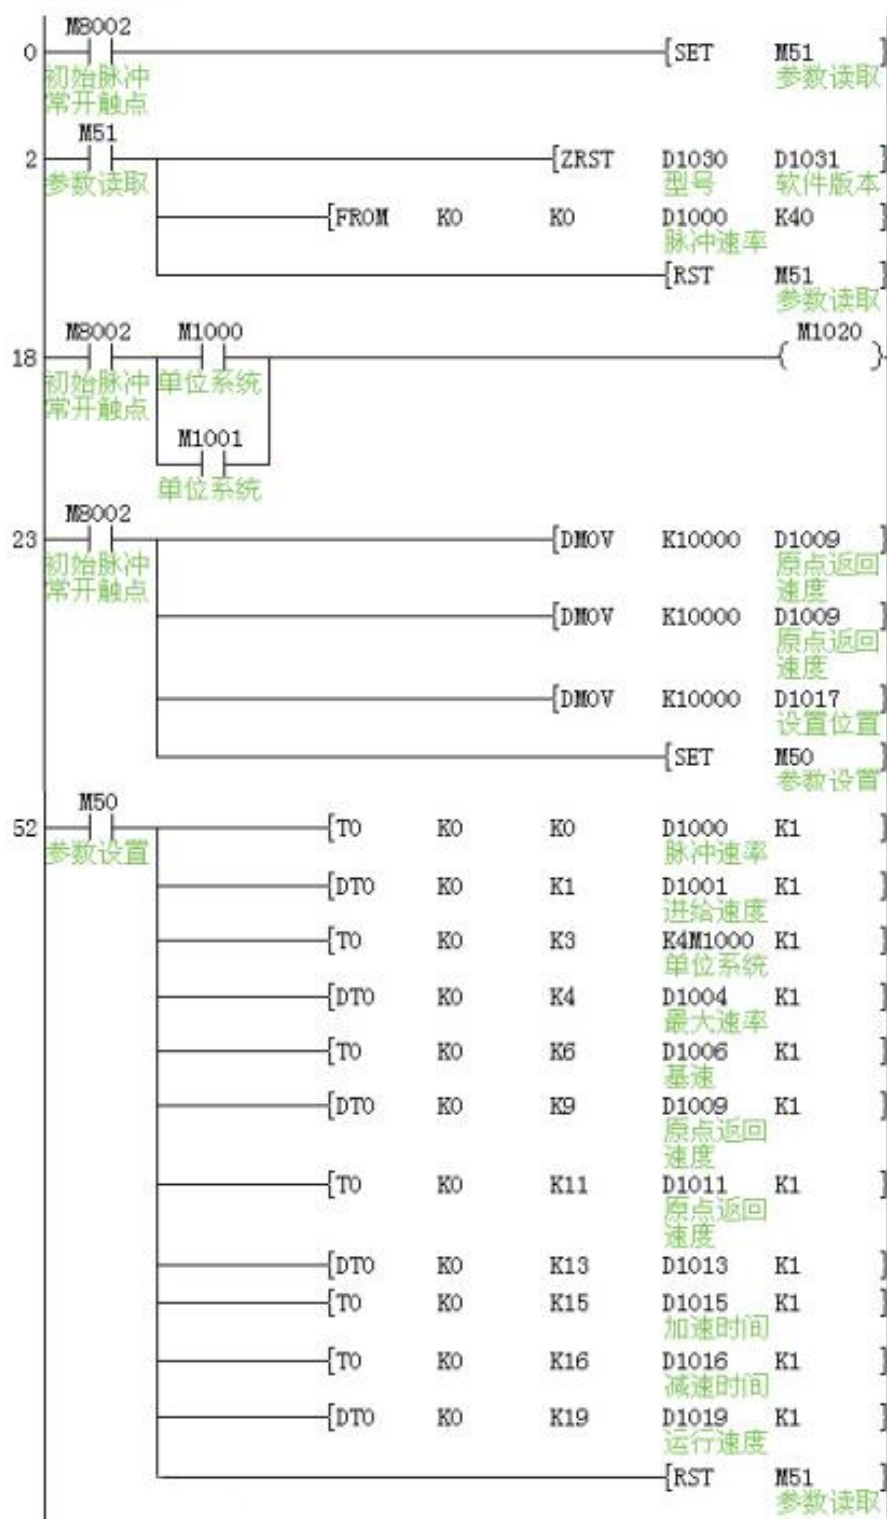 M8002
0 [SET M51 ]
初始脉冲 参数读取
常开触点
M51
2 [ZRST D1030 D1031 ]
参数读取 型号 软件版本
[FROM K0 K0 D1000 K40 ]
脉冲速率
[RST M51 ]
参数读取
M8002 M1000 M1020
18 ( )
初始脉冲 单位系统
常开触点
M1001
单位系统
M8002
23 [DMOV K10000 D1009 ]
初始脉冲 原点返回
常开触点 速度
[DMOV K10000 D1009 ]
原点返回
速度
[DMOV K10000 D1017 ]
设置位置
[SET M50 ]
参数设置
M50
52 [TO K0 K0 D1000 K1 ]
参数设置 脉冲速率
[DTO K0 K1 D1001 K1 ]
进给速度
[TO K0 K3 K4M1000 K1 ]
单位系统
[DTO K0 K4 D1004 K1 ]
最大速率
[TO K0 K6 D1006 K1 ]
基速
[DTO K0 K9 D1009 K1 ]
原点返回
速度
[TO K0 K11 D1011 K1 ]
原点返回
速度
[DTO K0 K13 D1013 K1 ]
[TO K0 K15 D1015 K1 ]
加速时间
[TO K0 K16 D1016 K1 ]
减速时间
[DTO K0 K19 D1019 K1 ]
运行速度
[RST M51 ]
参数读取